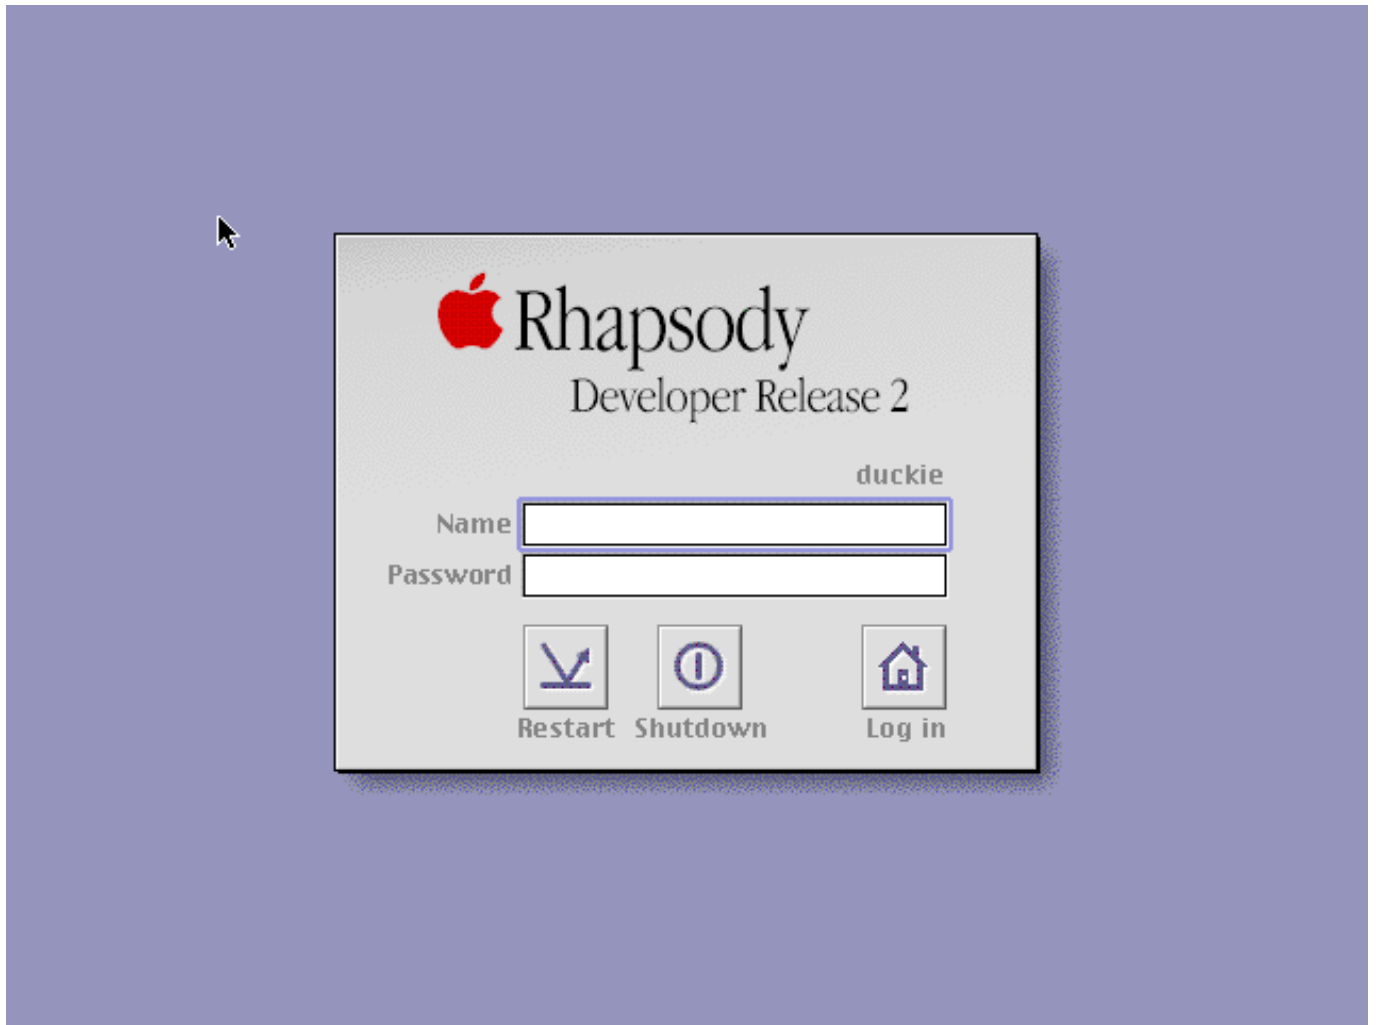 Rhapsody
Developer Release 2
duckie
Name
Password
Restart Shutdown Log in